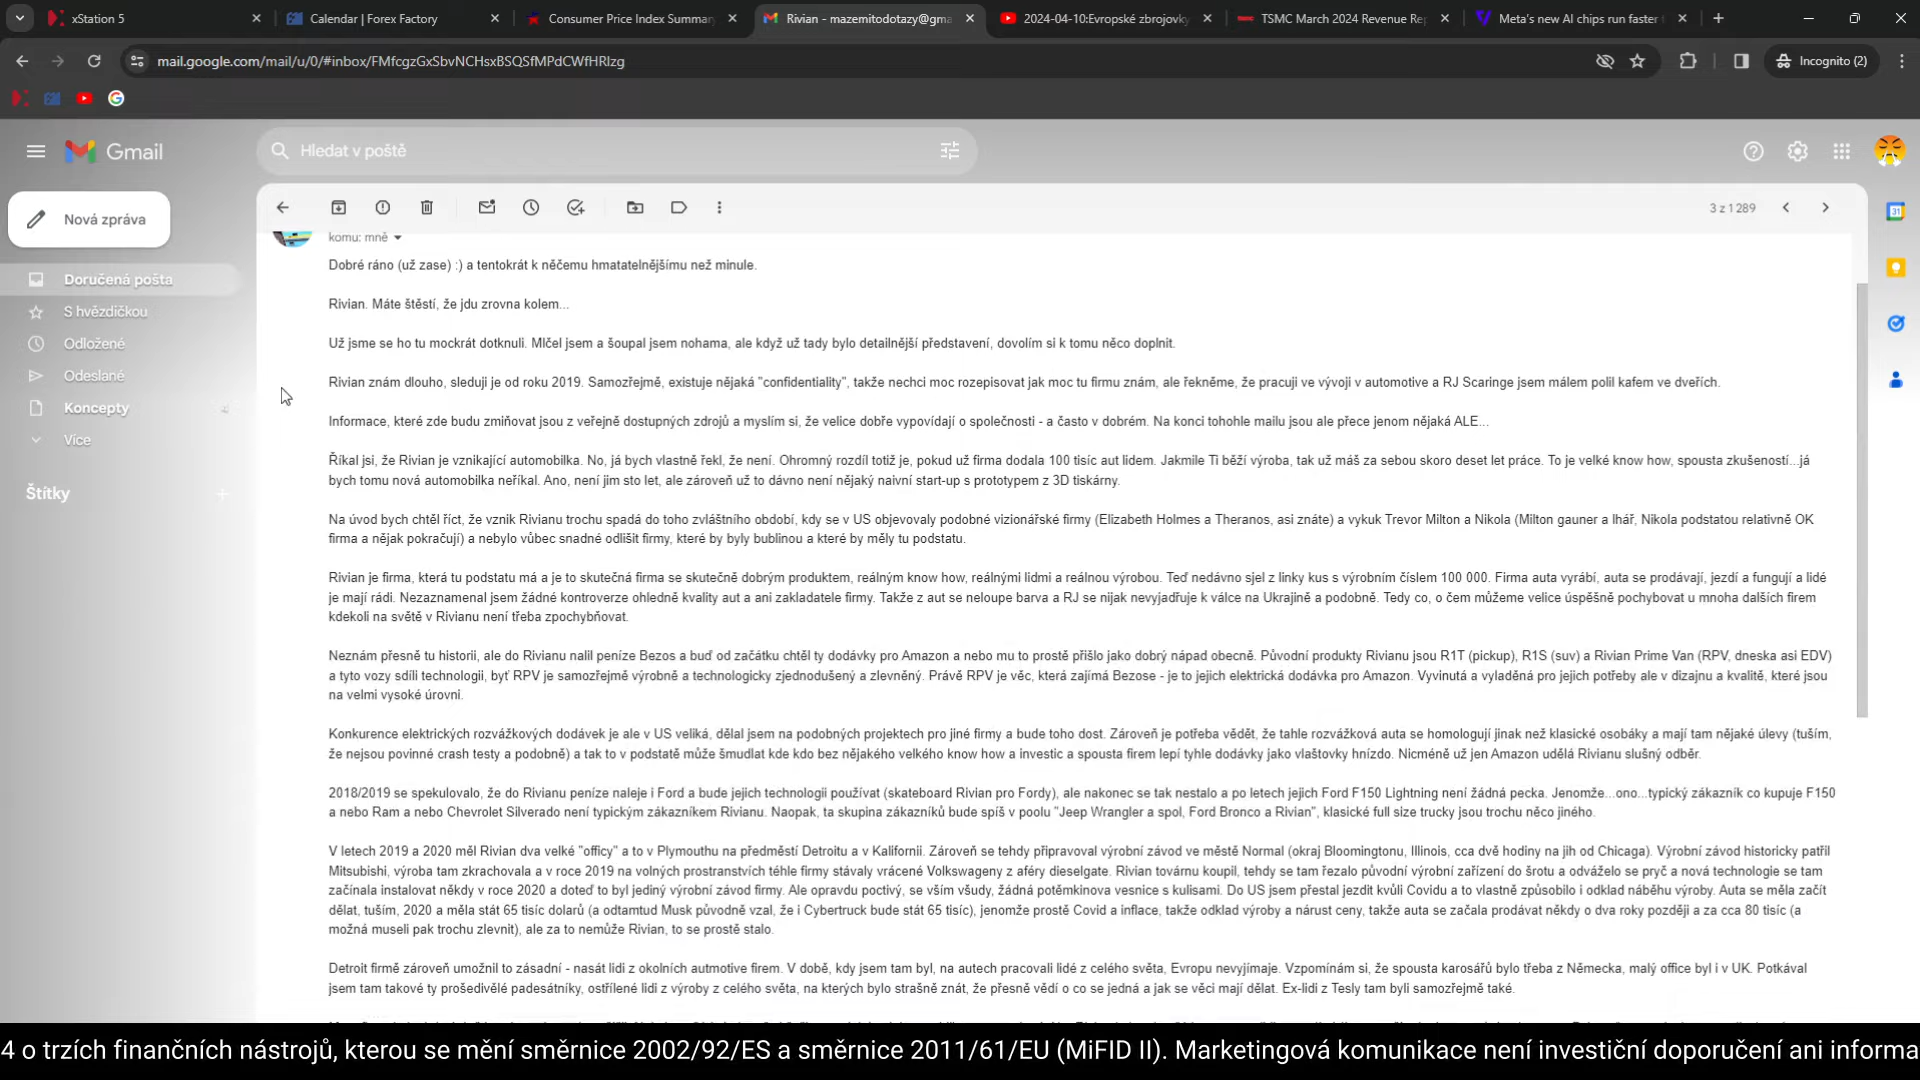 xStation 5
Calendar | Forex Factory
Consumer Price Index Summary
Rivian - mazemitodotazy@gma
2024-04-10:Evropské zbrojovky
TSMC March 2024 Revenue Rep
Meta's new AI chips run faster t
mail.google.com/mail/u/0/#inbox/FMfcgzGxSbvNCHsxBSQSfMPdCWfHRlzg
Incognito (2)
Gmail
Hledat v poště
Nová zpráva
3 z 1 289
komu: mně
Doručená pošta
S hvězdičkou
Odložené
Odeslané
Koncepty
Více
Štítky
Dobré ráno (už zase) :) a tentokrát k něčemu hmatatelnějšímu než minule.
Rivian. Máte štěstí, že jdu zrovna kolem...
Už jsme se ho tu mockrát dotknuli. Mlčel jsem a šoupal jsem nohama, ale když už tady bylo detailnější představení, dovolím si k tomu něco doplnit.
Rivian znám dlouho, sleduji je od roku 2019. Samozřejmě, existuje nějaká "confidentiality", takže nechci moc rozepisovat jak moc tu firmu znám, ale řekněme, že pracuji ve vývoji v automotive a RJ Scaringe jsem málem polil kafem ve dveřích.
Informace, které zde budu zmiňovat jsou z veřejně dostupných zdrojů a myslím si, že velice dobře vypovídají o společnosti - a často v dobrém. Na konci tohohle mailu jsou ale přece jenom nějaká ALE...
Říkal jsi, že Rivian je vznikající automobilka. No, já bych vlastně řekl, že není. Ohromný rozdíl totiž je, pokud už firma dodala 100 tisíc aut lidem. Jakmile Ti běží výroba, tak už máš za sebou skoro deset let práce. To je velké know how, spousta zkušeností...já
bych tomu nová automobilka neříkal. Ano, není jim sto let, ale zároveň už to dávno není nějaký naivní start-up s prototypem z 3D tiskárny.
Na úvod bych chtěl říct, že vznik Rivianu trochu spadá do toho zvláštního období, kdy se v US objevovaly podobné vizionářské firmy (Elizabeth Holmes a Theranos, asi znáte) a vykuk Trevor Milton a Nikola (Milton gauner a lhář, Nikola podstatou relativně OK
firma a nějak pokračují) a nebylo vůbec snadné odlišit firmy, které by byly bublinou a které by měly tu podstatu.
Rivian je firma, která tu podstatu má a je to skutečná firma se skutečně dobrým produktem, reálným know how, reálnými lidmi a reálnou výrobou. Teď nedávno sjel z linky kus s výrobním číslem 100 000. Firma auta vyrábí, auta se prodávají, jezdí a fungují a lidé
je mají rádi. Nezaznamenal jsem žádné kontroverze ohledně kvality aut a ani zakladatele firmy. Takže z aut se neloupe barva a RJ se nijak nevyjadřuje k válce na Ukrajině a podobně. Tedy co, o čem můžeme velice úspěšně pochybovat u mnoha dalších firem
kdekoli na světě v Rivianu není třeba zpochybňovat.
Neznám přesně tu historii, ale do Rivianu nalil peníze Bezos a buď od začátku chtěl ty dodávky pro Amazon a nebo mu to prostě přišlo jako dobrý nápad obecně. Původní produkty Rivianu jsou R1T (pickup), R1S (suv) a Rivian Prime Van (RPV, dneska asi EDV)
a tyto vozy sdílí technologii, byť RPV je samozřejmě výrobně a technologicky zjednodušený a zlevněný. Právě RPV je věc, která zajímá Bezose - je to jejich elektrická dodávka pro Amazon. Vyvinutá a vyladěná pro jejich potřeby ale v dizajnu a kvalitě, které jsou
na velmi vysoké úrovni.
Konkurence elektrických rozvážkových dodávek je ale v US veliká, dělal jsem na podobných projektech pro jiné firmy a bude toho dost. Zároveň je potřeba vědět, že tahle rozvážková auta se homologují jinak než klasické osobáky a mají tam nějaké úlevy (tuším,
že nejsou povinné crash testy a podobně) a tak to v podstatě může šmudlat kde kdo bez nějakého velkého know how a investic a spousta firem lepí tyhle dodávky jako vlaštovky hnízdo. Nicméně už jen Amazon udělá Rivianu slušný odběr.
2018/2019 se spekulovalo, že do Rivianu peníze naleje i Ford a bude jejich technologii používat (skateboard Rivian pro Fordy), ale nakonec se tak nestalo a po letech jejich Ford F150 Lightning není žádná pecka. Jenomže...ono...typický zákazník co kupuje F150
a nebo Ram a nebo Chevrolet Silverado není typickým zákazníkem Rivianu. Naopak, ta skupina zákazníků bude spíš v poolu "Jeep Wrangler a spol, Ford Bronco a Rivian", klasické full size trucky jsou trochu něco jiného.
V letech 2019 a 2020 měl Rivian dva velké "officy" a to v Plymouthu na předměstí Detroitu a v Kalifornii. Zároveň se tehdy připravoval výrobní závod ve městě Normal (okraj Bloomingtonu, Illinois, cca dvě hodiny na jih od Chicaga). Výrobní závod historicky patřil
Mitsubishi, výroba tam zkrachovala a v roce 2019 na volných prostranstvích téhle firmy stávaly vrácené Volkswageny z aféry dieselgate. Rivian továrnu koupil, tehdy se tam řezalo původní výrobní zařízení do šrotu a odváželo se pryč a nová technologie se tam
začínala instalovat někdy v roce 2020 a doteď to byl jediný výrobní závod firmy. Ale opravdu poctivý, se vším všudy, žádná potěmkinova vesnice s kulisami. Do US jsem přestal jezdit kvůli Covidu a to vlastně způsobilo i odklad náběhu výroby. Auta se měla začít
dělat, tuším, 2020 a měla stát 65 tisíc dolarů (a odtamtud Musk původně vzal, že i Cybertruck bude stát 65 tisíc), jenomže prostě Covid a inflace, takže odklad výroby a nárust ceny, takže auta se začala prodávat někdy o dva roky později a za cca 80 tisíc (a
možná museli pak trochu zlevnit), ale za to nemůže Rivian, to se prostě stalo.
Detroit firmě zároveň umožnil to zásadní - nasát lidi z okolních autmotive firem. V době, kdy jsem tam byl, na autech pracovali lidé z celého světa, Evropu nevyjímaje. Vzpomínám si, že spousta karosářů bylo třeba z Německa, malý office byl i v UK. Potkával
jsem tam takové ty prošedivělé padesátníky, ostřílené lidi z výroby z celého světa, na kterých bylo strašně znát, že přesně vědí o co se jedná a jak se věci mají dělat. Ex-lidi z Tesly tam byli samozřejmě také.
4 o trzích finančních nástrojů, kterou se mění směrnice 2002/92/ES a směrnice 2011/61/EU (MiFID II). Marketingová komunikace není investiční doporučení ani informa